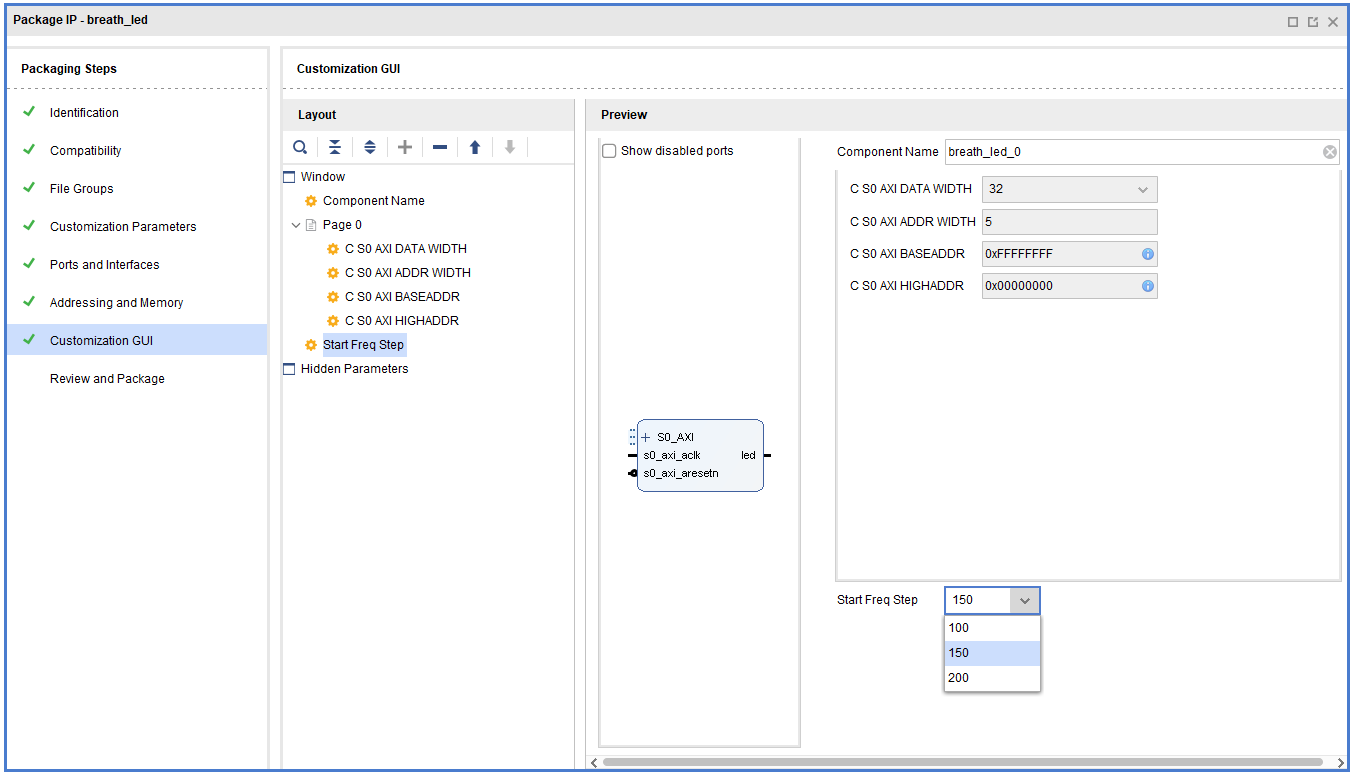 Package IP - breath_led
Packaging Steps
Identification
Compatibility
File Groups
Customization Parameters
Ports and Interfaces
Addressing and Memory
Customization GUI
Review and Package
Customization GUI
Layout
Window
Component Name
Page 0
C S0 AXI DATA WIDTH
C S0 AXI ADDR WIDTH
C S0 AXI BASEADDR
C S0 AXI HIGHADDR
Start Freq Step
Hidden Parameters
Preview
Show disabled ports
S0_AXI
s0_axi_aclk led
s0_axi_aresetn
Component Name breath_led_0
C S0 AXI DATA WIDTH 32
C S0 AXI ADDR WIDTH 5
C S0 AXI BASEADDR 0xFFFFFFFF
C S0 AXI HIGHADDR 0x00000000
Start Freq Step 150
100
150
200